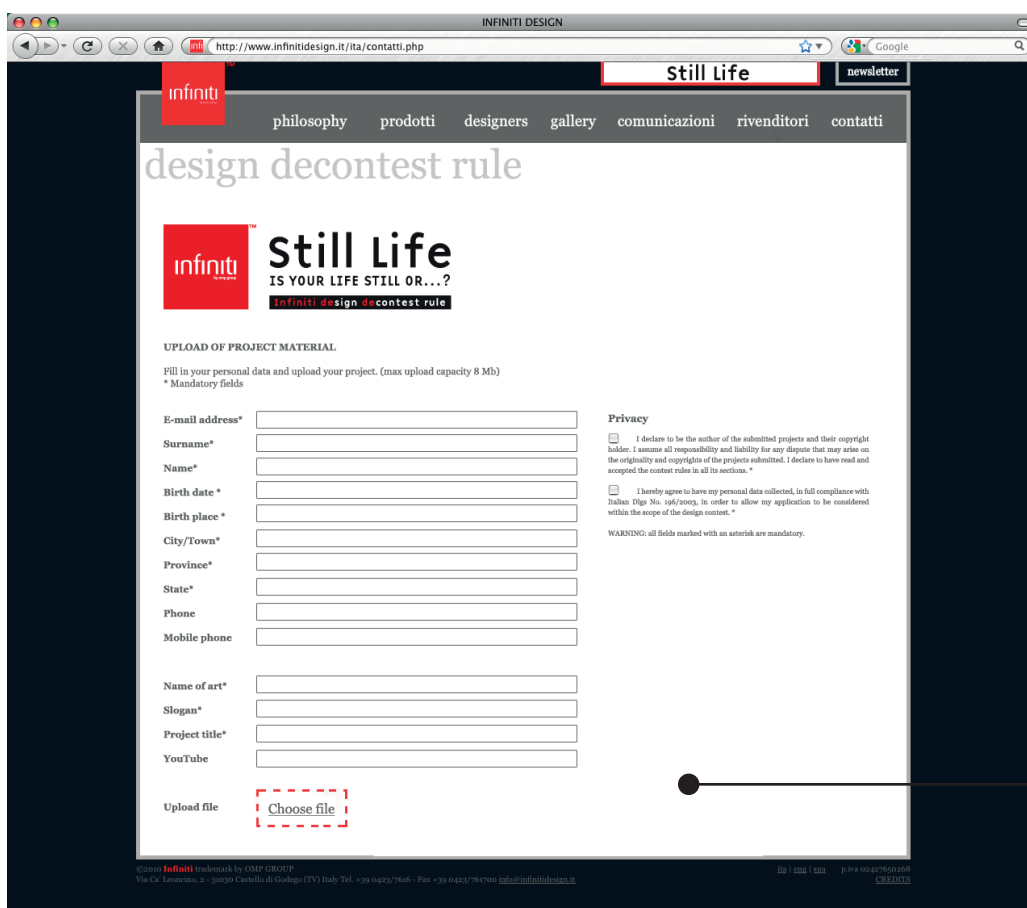 INFINITI DESIGN
http://www.infinitidesign.it/ita/contatti.php
Google
infiniti
TM
Still Life
newsletter
philosophy prodotti designers gallery comunicazioni rivenditori contatti
design decontest rule
infiniti
by omp group
TM
Still Life
IS YOUR LIFE STILL OR...?
Infiniti design decontest rule
UPLOAD OF PROJECT MATERIAL
Fill in your personal data and upload your project. (max upload capacity 8 Mb)
* Mandatory fields
E-mail address*
Surname*
Name*
Birth date *
Birth place *
City/Town*
Province*
State*
Phone
Mobile phone
Name of art*
Slogan*
Project title*
YouTube
Upload file Choose file
Privacy
I declare to be the author of the submitted projects and their copyright
holder. I assume all responsibility and liability for any dispute that may arise on
the originality and copyrights of the projects submitted. I declare to have read and
accepted the contest rules in all its sections. *
I hereby agree to have my personal data collected, in full compliance with
Italian Dlgs No. 196/2003, in order to allow my application to be considered
within the scope of the design contest. *
WARNING: all fields marked with an asterisk are mandatory.
©2010 Infiniti trademark by OMP GROUP
Via Ca' Leoncino, 2 - 31030 Castello di Godego (TV) Italy Tel. +39 0423/7616 - Fax +39 0423/761700 info@infinitidesign.it
ita | eng | spa p.iva 02427650268
CREDITS